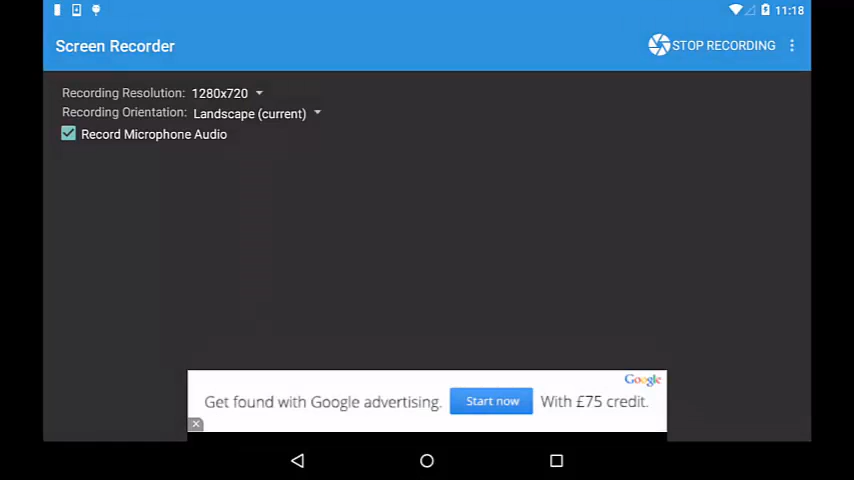 11:18
Screen Recorder
STOP RECORDING
Recording Resolution: 1280x720
Recording Orientation: Landscape (current)
Record Microphone Audio
Google
Get found with Google advertising. Start now With £75 credit.